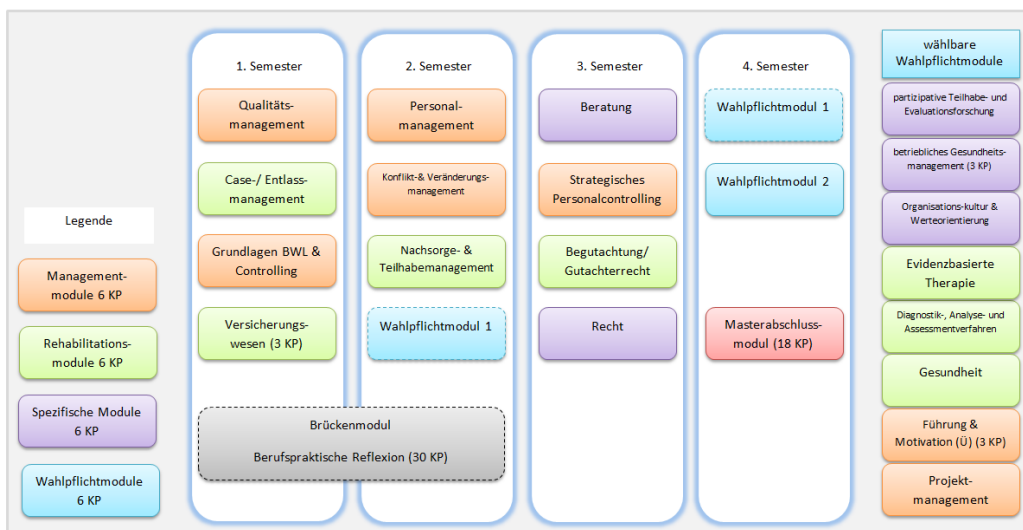 Legende
Management-
module 6 KP
Rehabilitations-
module 6 KP
Spezifische Module
6 KP
Wahlpflichtmodule
6 KP
1. Semester
Qualitäts-
management
Case-/ Entlass-
management
Grundlagen BWL &
Controlling
Versicherungs-
wesen (3 KP)
2. Semester
Personal-
management
Konflikt-& Veränderungs-
management
Nachsorge- &
Teilhabemanagement
Wahlpflichtmodul 1
Brückenmodul
Berufspraktische Reflexion (30 KP)
3. Semester
Beratung
Strategisches
Personalcontrolling
Begutachtung/
Gutachterrecht
Recht
4. Semester
Wahlpflichtmodul 1
Wahlpflichtmodul 2
Masterabschluss-
modul (18 KP)
wählbare
Wahlpflichtmodule
partizipative Teilhabe- und
Evaluationsforschung
betriebliches Gesundheits-
management (3 KP)
Organisations-kultur &
Werteorientierung
Evidenzbasierte
Therapie
Diagnostik-, Analyse- und
Assessmentverfahren
Gesundheit
Führung &
Motivation (Ü) (3 KP)
Projekt-
management